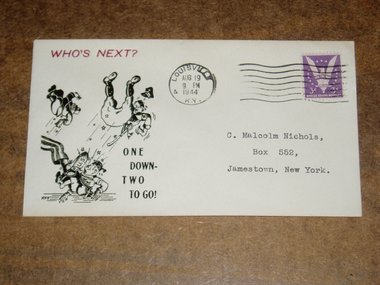 WHO'S NEXT?
ONE
DOWN-
TWO
TO GO!
LOUISVILLE
AUG 19
9 PM
1944
KY.
C. Malcolm Nichols,
Box 552,
Jamestown, New York.